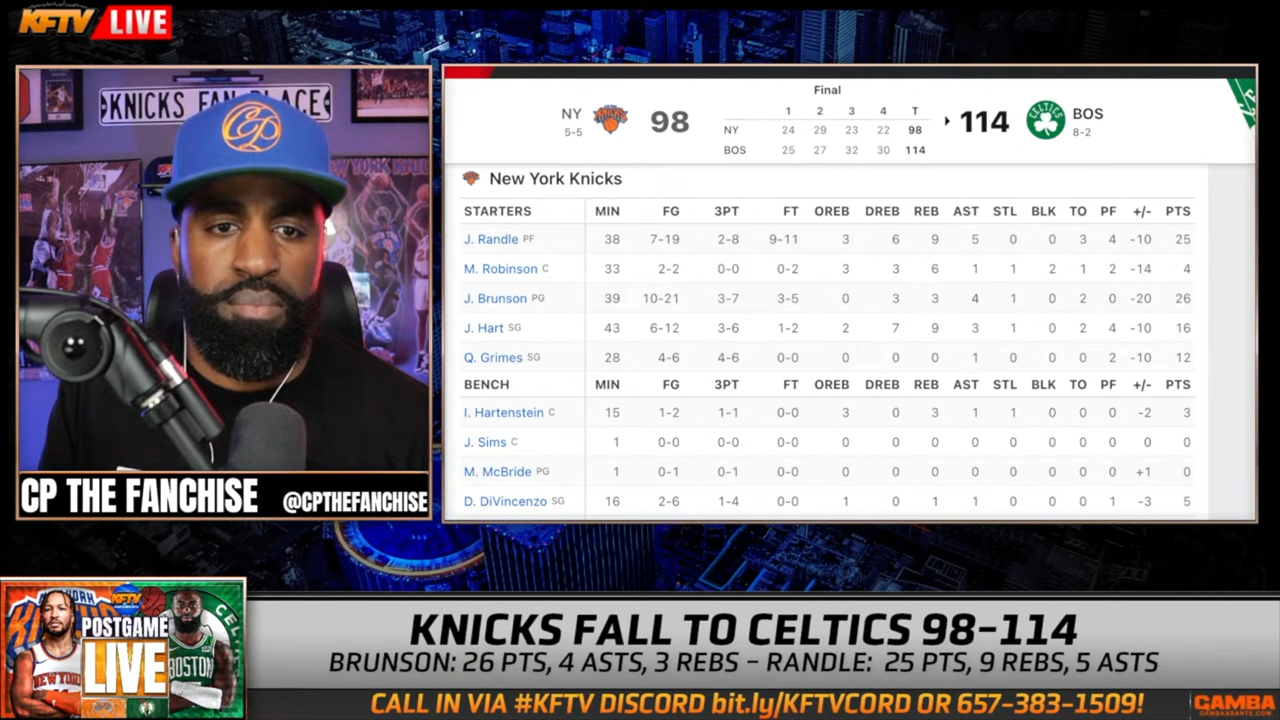 KFTV LIVE
KNICKS FAN PLACE
NEW YORK KNI
CP
CP THE FANCHISE @CPTHEFANCHISE
Final
NY 5-5 98
1 2 3 4 T
NY 24 29 23 22 98
BOS 25 27 32 30 114
114 BOS 8-2
CELTICS
New York Knicks
STARTERS MIN FG 3PT FT OREB DREB REB AST STL BLK TO PF +/- PTS
J. Randle PF 38 7-19 2-8 9-11 3 6 9 5 0 0 3 4 -10 25
M. Robinson C 33 2-2 0-0 0-2 3 3 6 1 1 2 1 2 -14 4
J. Brunson PG 39 10-21 3-7 3-5 0 3 3 4 1 0 2 0 -20 26
J. Hart SG 43 6-12 3-6 1-2 2 7 9 3 1 0 2 4 -10 16
Q. Grimes SG 28 4-6 4-6 0-0 0 0 0 1 0 0 0 2 -10 12
BENCH MIN FG 3PT FT OREB DREB REB AST STL BLK TO PF +/- PTS
I. Hartenstein C 15 1-2 1-1 0-0 3 0 3 1 1 0 0 0 -2 3
J. Sims C 1 0-0 0-0 0-0 0 0 0 0 0 0 0 0 0 0
M. McBride PG 1 0-1 0-1 0-0 0 0 0 0 0 0 0 0 +1 0
D. DiVincenzo SG 16 2-6 1-4 0-0 1 0 1 1 0 0 0 1 -3 5
KFTV
POSTGAME
LIVE
NEW YORK
BOSTON
KNICKS FALL TO CELTICS 98-114
BRUNSON: 26 PTS, 4 ASTS, 3 REBS - RANDLE: 25 PTS, 9 REBS, 5 ASTS
CALL IN VIA #KFTV DISCORD bit.ly/KFTVCORD OR 657-383-1509!
GAMBA
GAMBAASANTE.COM